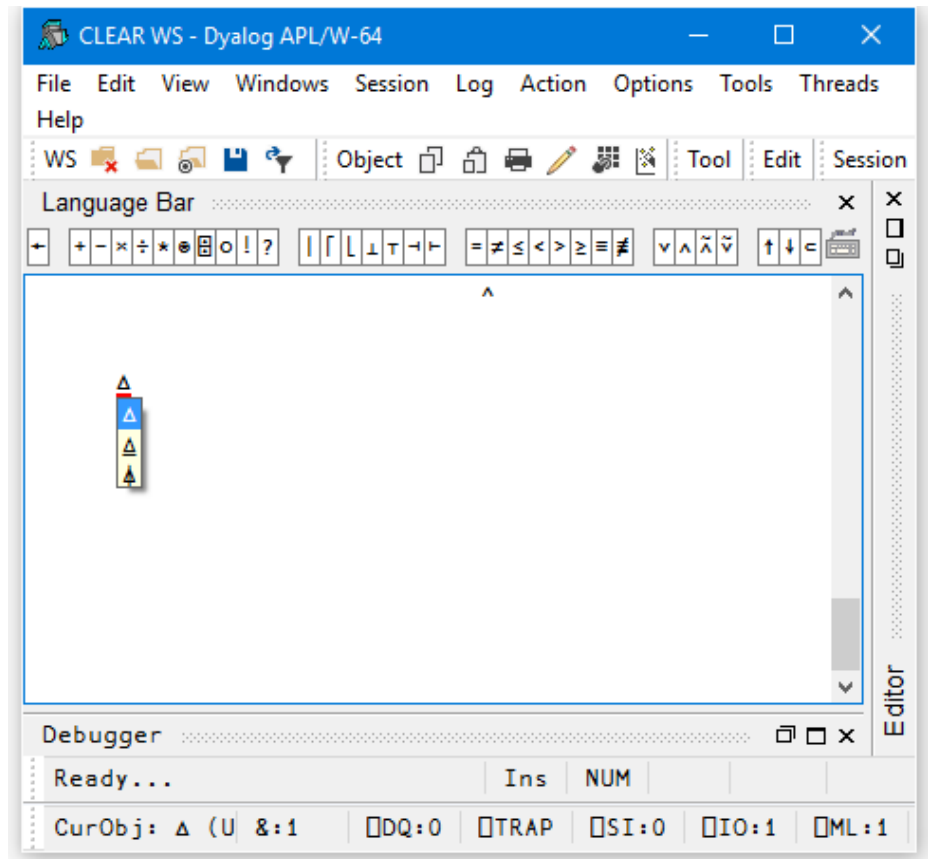 CLEAR WS - Dyalog APL/W-64
File Edit View Windows Session Log Action Options Tools Threads
Help
WS Object Tool Edit Session
Language Bar
← + - × ÷ * ⍟ ⌹ ○ ! ? | ⌈ ⌊ ⊥ ⊤ ⊣ ⊢ = ≠ ≤ < > ≥ ≡ ≢ ∨ ∧ ⍲ ⍱ ↑ ↓ ⊂
^
∆
∆
⍙
⍋
Editor
Debugger
Ready... Ins NUM
CurObj: ∆ (U &:1 ⎕DQ:0 ⎕TRAP ⎕SI:0 ⎕IO:1 ⎕ML:1